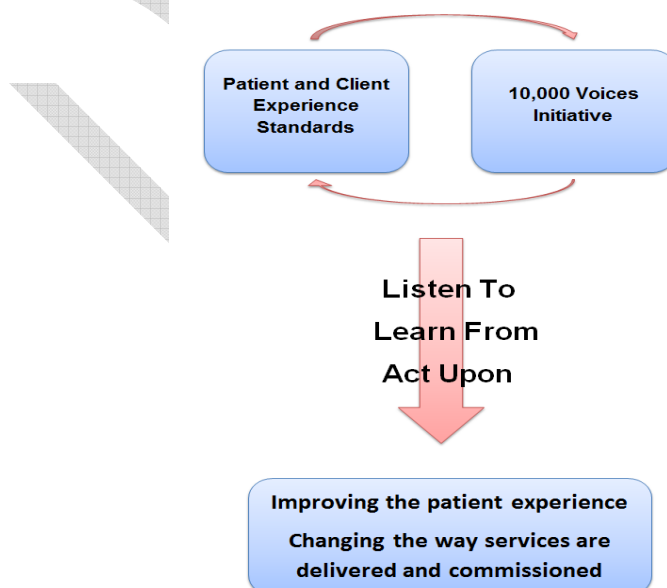 Patient and Client
Experience
Standards
10,000 Voices
Initiative
Listen To
Learn From
Act Upon
Improving the patient experience
Changing the way services are
delivered and commissioned